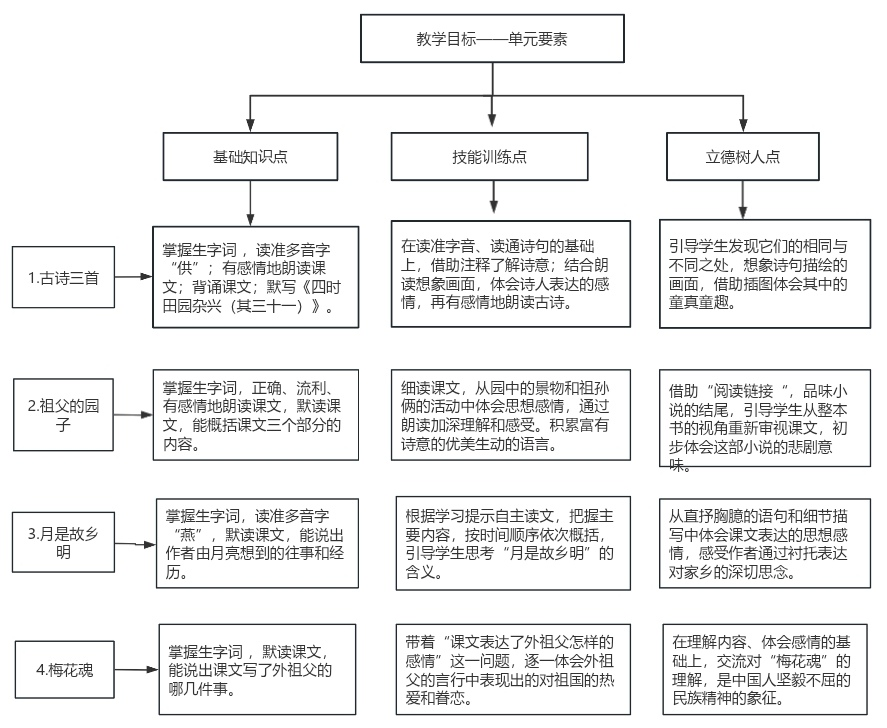 教学目标——单元要素
基础知识点
技能训练点
立德树人点
1.古诗三首
掌握生字词 ，读准多音字
“供”；有感情地朗读课
文；背诵课文；默写《四时
田园杂兴（其三十一）》。
在读准字音、读通诗句的基础
上，借助注释了解诗意；结合朗
读想象画面，体会诗人表达的感
情，再有感情地朗读古诗。
引导学生发现它们的相同与
不同之处，想象诗句描绘的
画面，借助插图体会其中的
童真童趣。
2.祖父的园
子
掌握生字词，正确、流利、
有感情地朗读课文，默读课
文，能概括课文三个部分的
内容。
细读课文，从园中的景物和祖孙
俩的活动中体会思想感情，通过
朗读加深理解和感受。积累富有
诗意的优美生动的语言。
借助“阅读链接 “，品味小
说的结尾，引导学生从整本
书的视角重新审视课文，初
步体会这部小说的悲剧意
味。
3.月是故乡
明
掌握生字词，读准多音字
“燕”，默读课文，能说出
作者由月亮想到的往事和经
历。
根据学习提示自主读文，把握主
要内容，按时间顺序依次概括，
引导学生思考“月是故乡明”的
含义。
从直抒胸臆的语句和细节描
写中体会课文表达的思想感
情，感受作者通过衬托表达
对家乡的深切思念。
4.梅花魂
掌握生字词 ，默读课文，
能说出课文写了外祖父的
哪几件事。
带着“课文表达了外祖父怎样的
感情”这一问题，逐一体会外祖
父的言行中表现出的对祖国的热
爱和眷恋。
在理解内容、体会感情的基
础上，交流对“梅花魂”的
理解，是中国人坚毅不屈的
民族精神的象征。